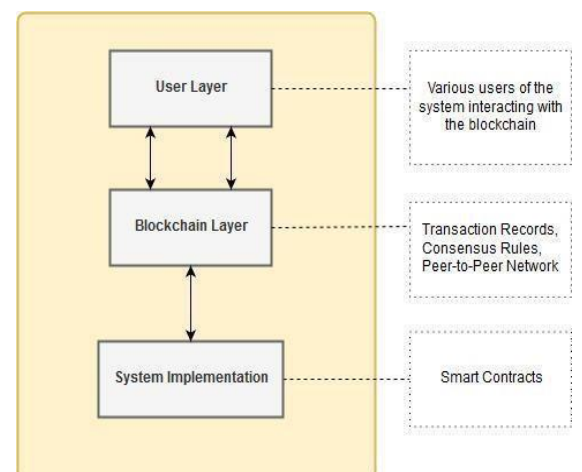 User Layer
Various users of the
system interacting with
the blockchain
Blockchain Layer
Transaction Records,
Consensus Rules,
Peer-to-Peer Network
System Implementation
Smart Contracts